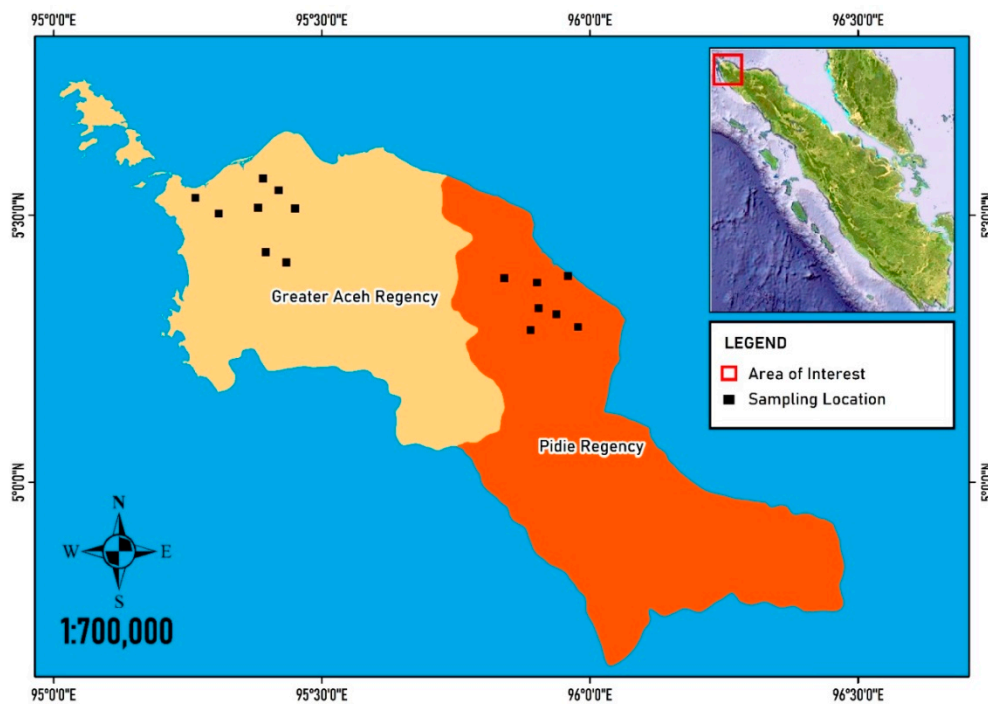 95°0'0"E 95°30'0"E 96°0'0"E 96°30'0"E
5°30'0"N
5°30'0"N
Greater Aceh Regency
LEGEND
Area of Interest
Sampling Location
Pidie Regency
5°0'0"N
5°0'0"N
N
W E
S
1:700,000
95°0'0"E 95°30'0"E 96°0'0"E 96°30'0"E